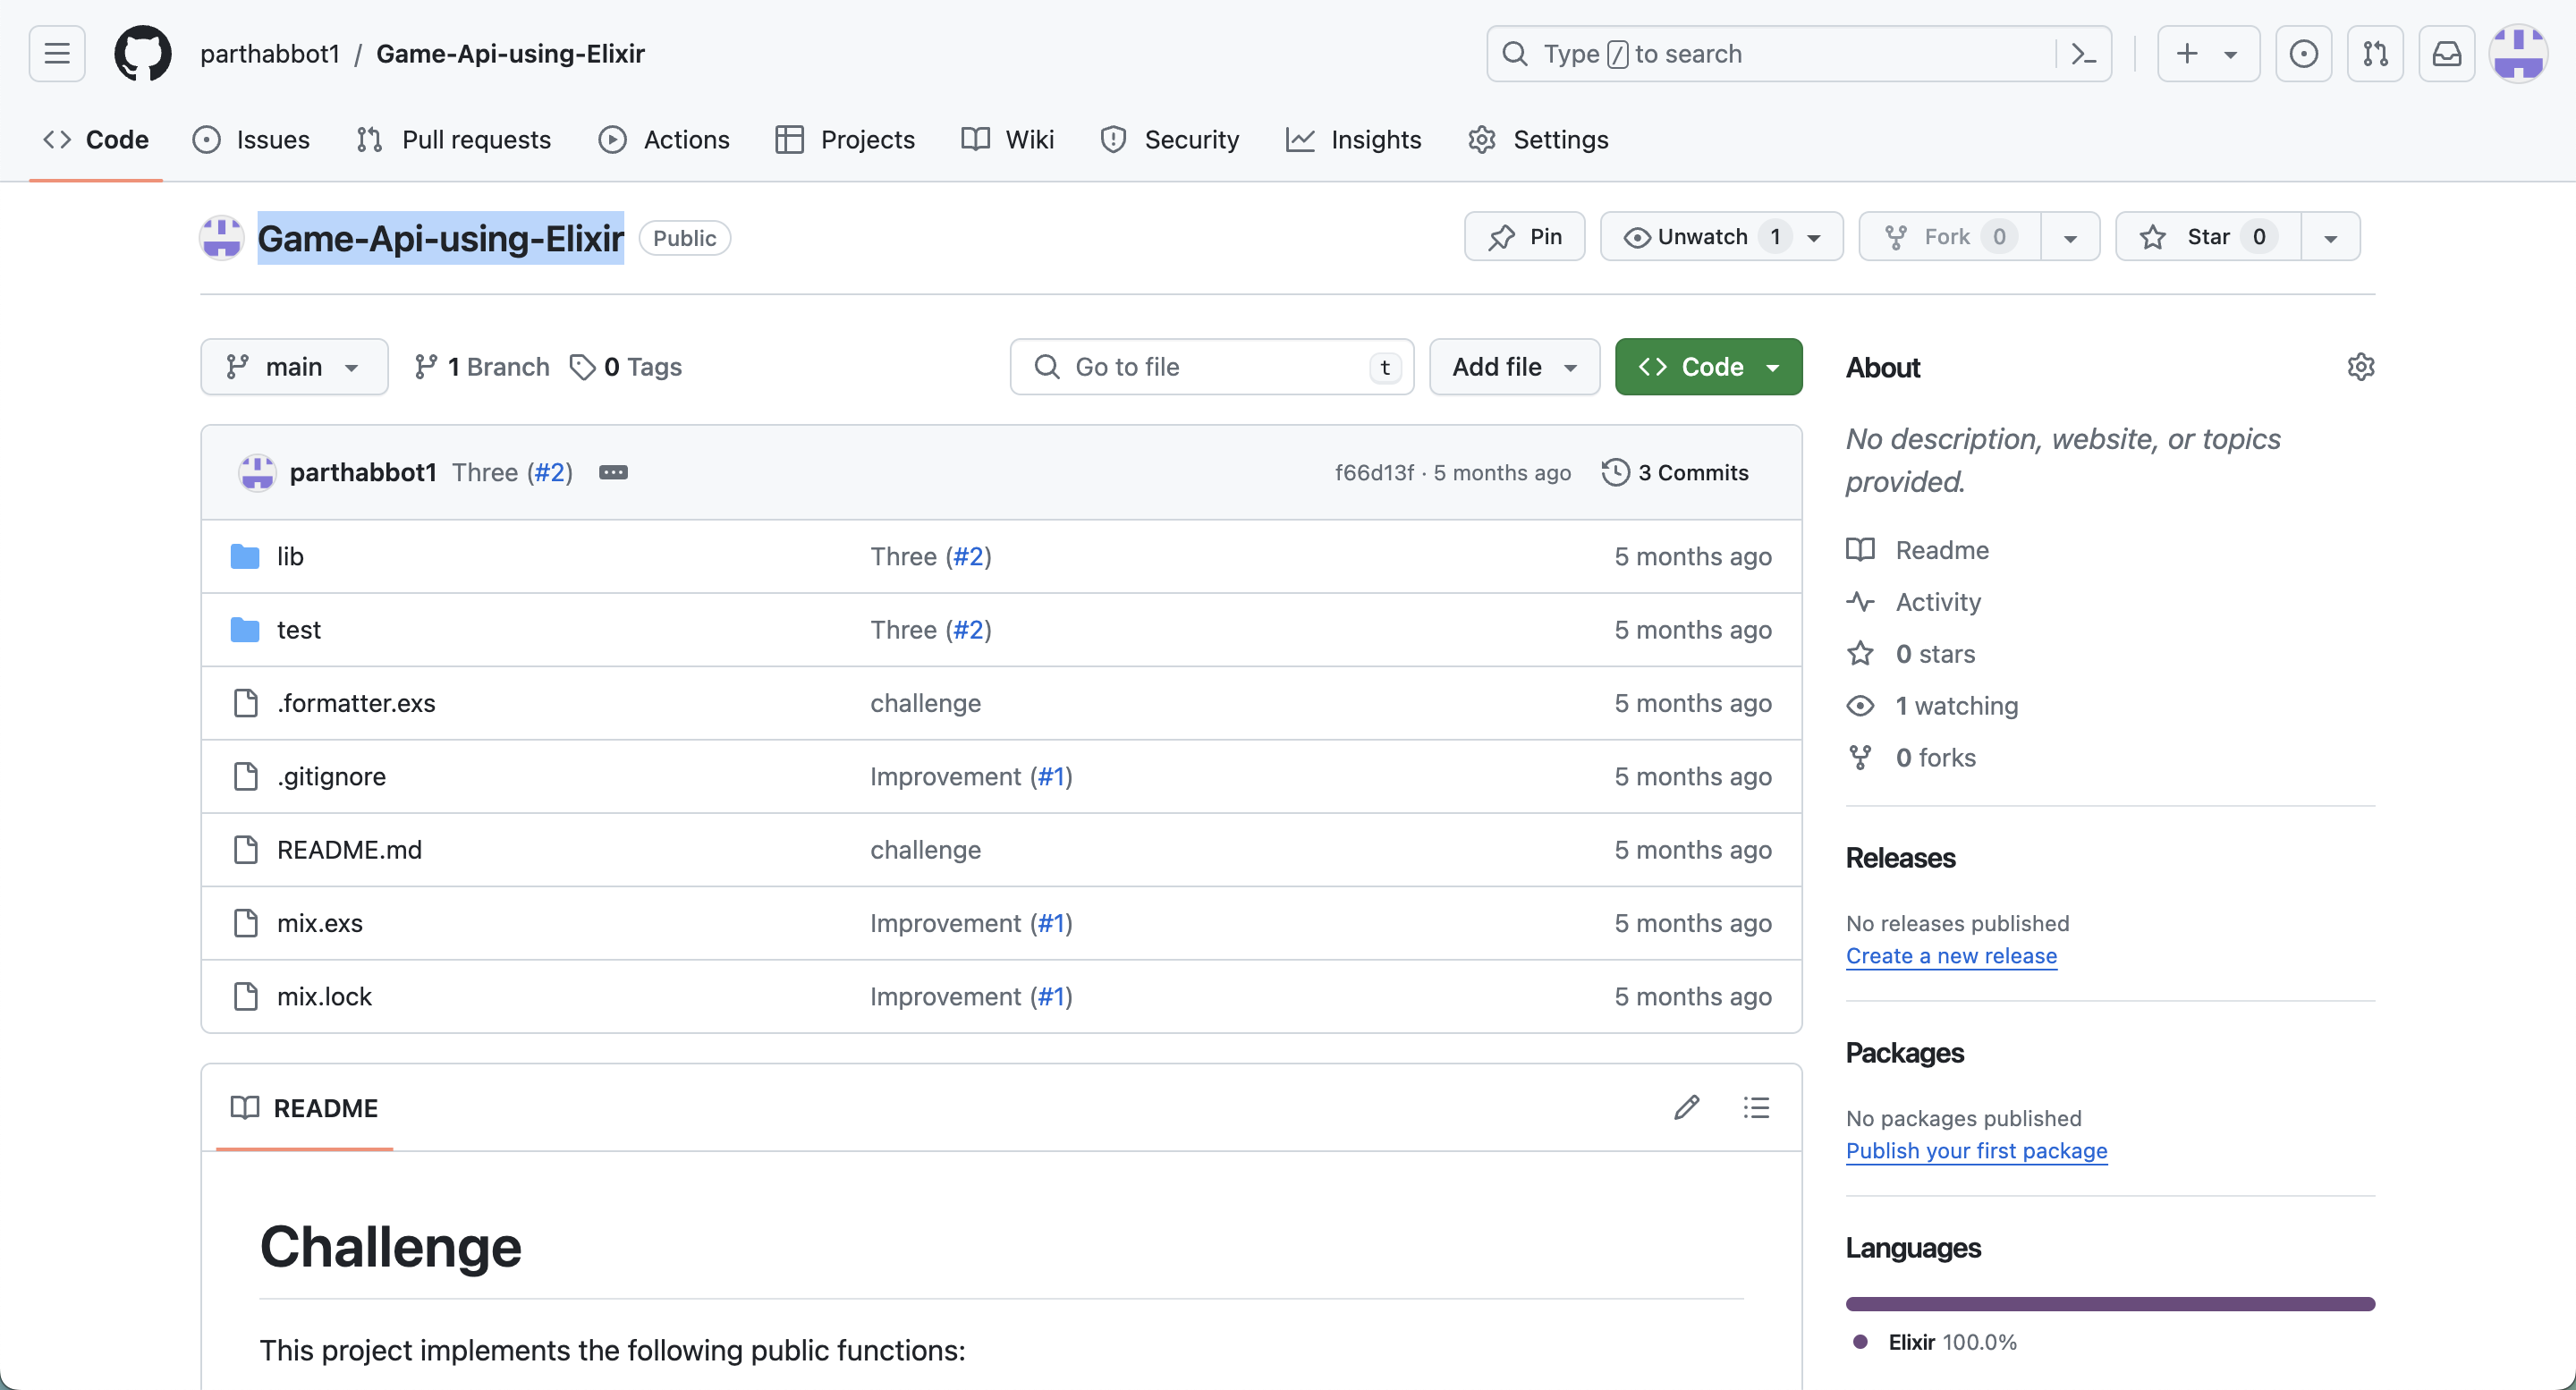 parthabbot1 / Game-Api-using-Elixir
Type / to search
Code Issues Pull requests Actions Projects Wiki Security Insights Settings
Game-Api-using-Elixir Public
Pin Unwatch 1 Fork 0 Star 0
main 1 Branch 0 Tags
Go to file t Add file Code
parthabbot1 Three (#2) f66d13f · 5 months ago 3 Commits
lib Three (#2) 5 months ago
test Three (#2) 5 months ago
.formatter.exs challenge 5 months ago
.gitignore Improvement (#1) 5 months ago
README.md challenge 5 months ago
mix.exs Improvement (#1) 5 months ago
mix.lock Improvement (#1) 5 months ago
README
Challenge
This project implements the following public functions:
About
No description, website, or topics
provided.
Readme
Activity
0 stars
1 watching
0 forks
Releases
No releases published
Create a new release
Packages
No packages published
Publish your first package
Languages
Elixir 100.0%